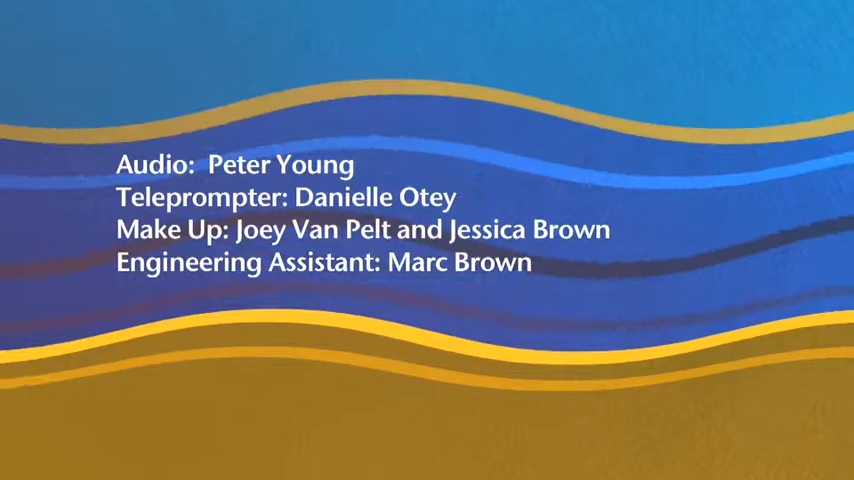 Audio:  Peter Young
Teleprompter: Danielle Otey
Make Up: Joey Van Pelt and Jessica Brown
Engineering Assistant: Marc Brown